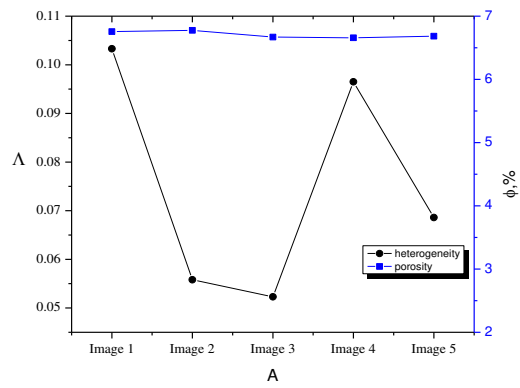 0.11
0.10
0.09
0.08
0.07
0.06
0.05
Λ
7
6
5
4
3
2
ϕ,%
heterogeneity
porosity
Image 1 Image 2 Image 3 Image 4 Image 5
A